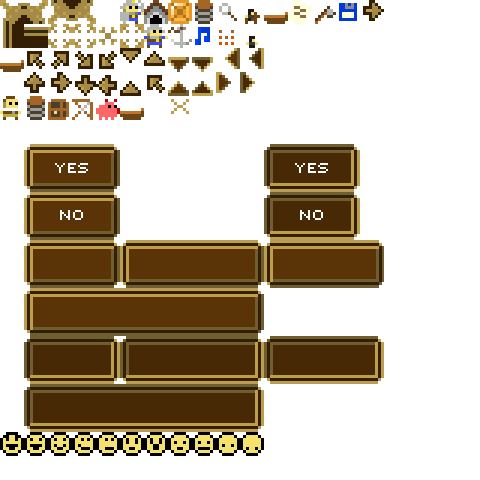 YES YES
NO NO